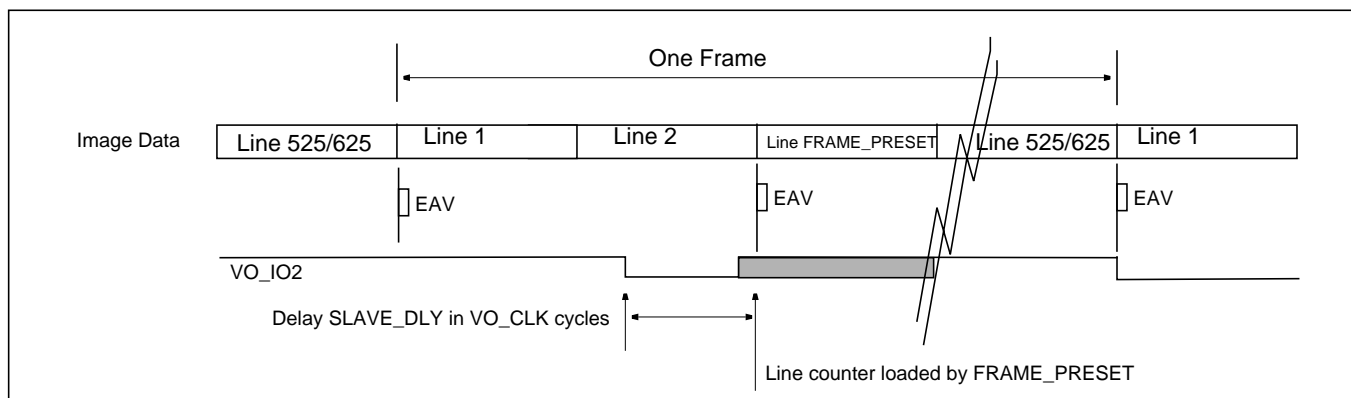 One Frame
Image Data
Line 525/625
Line 1
Line 2
Line FRAME_PRESET
Line 525/625
Line 1
EAV
EAV
EAV
VO_IO2
Delay SLAVE_DLY in VO_CLK cycles
Line counter loaded by FRAME_PRESET